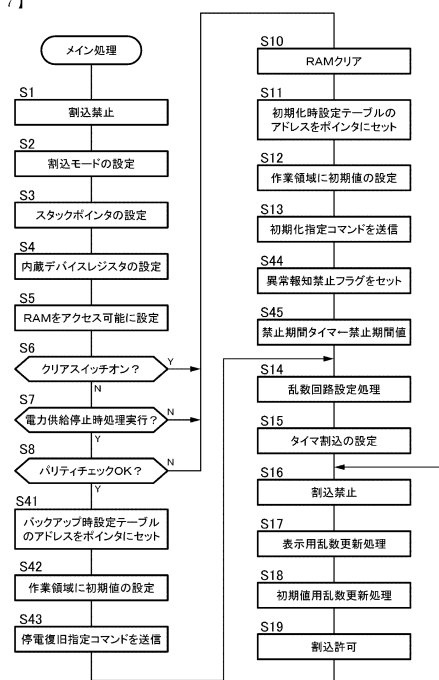 7】
メイン処理
S1
割込禁止
S2
割込モードの設定
S3
スタックポインタの設定
S4
内蔵デバイスレジスタの設定
S5
RAMをアクセス可能に設定
S6
クリアスイッチオン?
Y
N
S7
電力供給停止時処理実行?
N
Y
S8
パリティチェックOK?
N
Y
S41
バックアップ時設定テーブル
のアドレスをポインタにセット
S42
作業領域に初期値の設定
S43
停電復旧指定コマンドを送信
S10
RAMクリア
S11
初期化時設定テーブルの
アドレスをポインタにセット
S12
作業領域に初期値の設定
S13
初期化指定コマンドを送信
S44
異常報知禁止フラグをセット
S45
禁止期間タイマ←禁止期間値
S14
乱数回路設定処理
S15
タイマ割込の設定
S16
割込禁止
S17
表示用乱数更新処理
S18
初期値用乱数更新処理
S19
割込許可